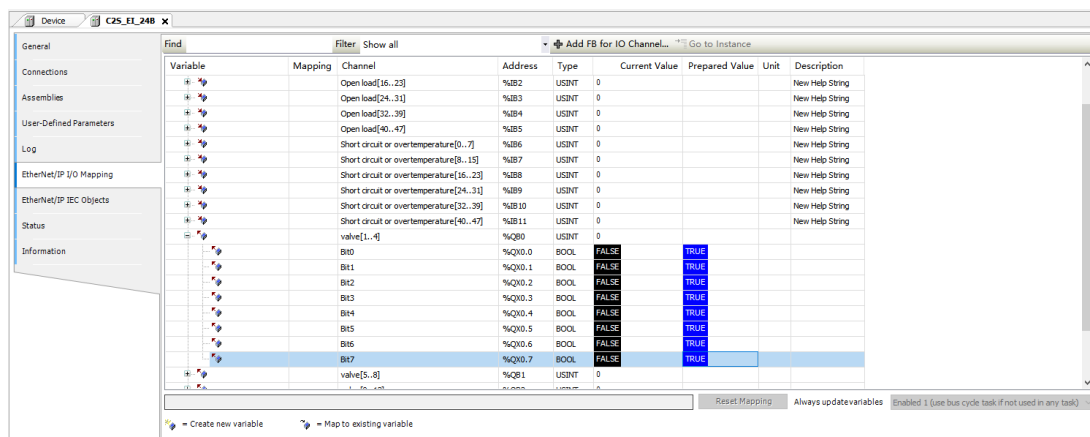 Device C2S_EI_24B x
General
Connections
Assemblies
User-Defined Parameters
Log
EtherNet/IP I/O Mapping
EtherNet/IP IEC Objects
Status
Information
Find Filter Show all Add FB for IO Channel... Go to Instance
Variable Mapping Channel Address Type Current Value Prepared Value Unit Description
Open load[16..23] %IB2 USINT 0 New Help String
Open load[24..31] %IB3 USINT 0 New Help String
Open load[32..39] %IB4 USINT 0 New Help String
Open load[40..47] %IB5 USINT 0 New Help String
Short circuit or overtemperature[0..7] %IB6 USINT 0 New Help String
Short circuit or overtemperature[8..15] %IB7 USINT 0 New Help String
Short circuit or overtemperature[16..23] %IB8 USINT 0 New Help String
Short circuit or overtemperature[24..31] %IB9 USINT 0 New Help String
Short circuit or overtemperature[32..39] %IB10 USINT 0 New Help String
Short circuit or overtemperature[40..47] %IB11 USINT 0 New Help String
valve[1..4] %QB0 USINT 0
Bit0 %QX0.0 BOOL FALSE TRUE
Bit1 %QX0.1 BOOL FALSE TRUE
Bit2 %QX0.2 BOOL FALSE TRUE
Bit3 %QX0.3 BOOL FALSE TRUE
Bit4 %QX0.4 BOOL FALSE TRUE
Bit5 %QX0.5 BOOL FALSE TRUE
Bit6 %QX0.6 BOOL FALSE TRUE
Bit7 %QX0.7 BOOL FALSE TRUE
valve[5..8] %QB1 USINT 0
Reset Mapping Always update variables Enabled 1 (use bus cycle task if not used in any task)
= Create new variable = Map to existing variable